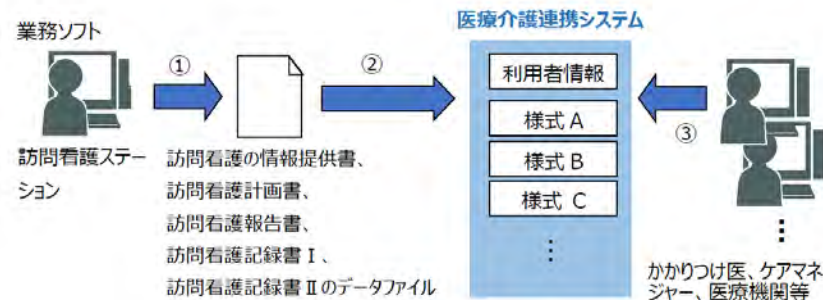 医療介護連携システム
業務ソフト
①
②
利用者情報
様式 A
様式 B
様式 C
⋮
③
訪問看護ステー
ション
訪問看護の情報提供書、
訪問看護計画書、
訪問看護報告書、
訪問看護記録書Ⅰ、
訪問看護記録書Ⅱのデータファイル
⋮
かかりつけ医、ケアマネ
ジャー、医療機関等